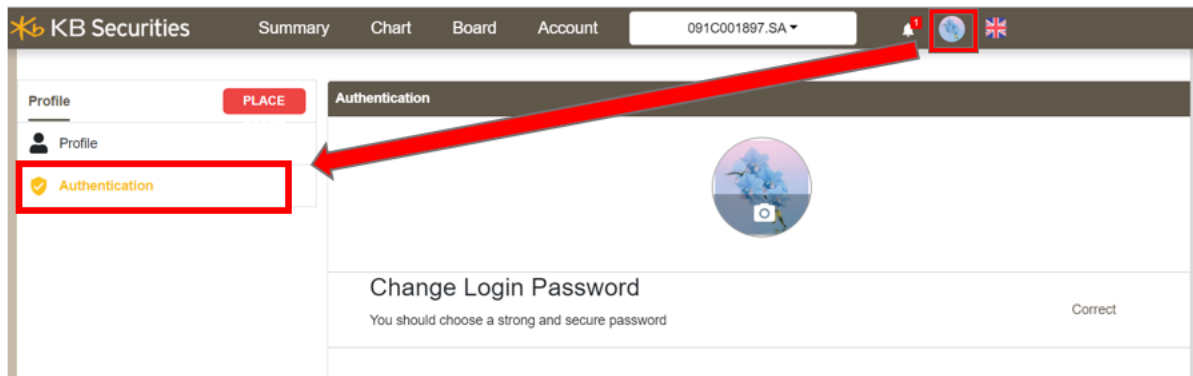 KB Securities Summary Chart Board Account 091C001897.SA 1
Profile PLACE
Profile
Authentication
Authentication
Change Login Password
You should choose a strong and secure password
Correct